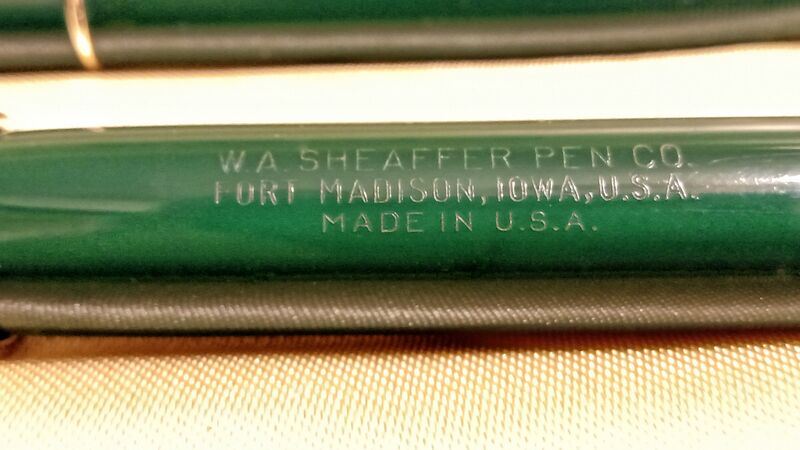 W.A. SHEAFFER PEN CO.
FORT MADISON, IOWA, U.S.A.
MADE IN U.S.A.